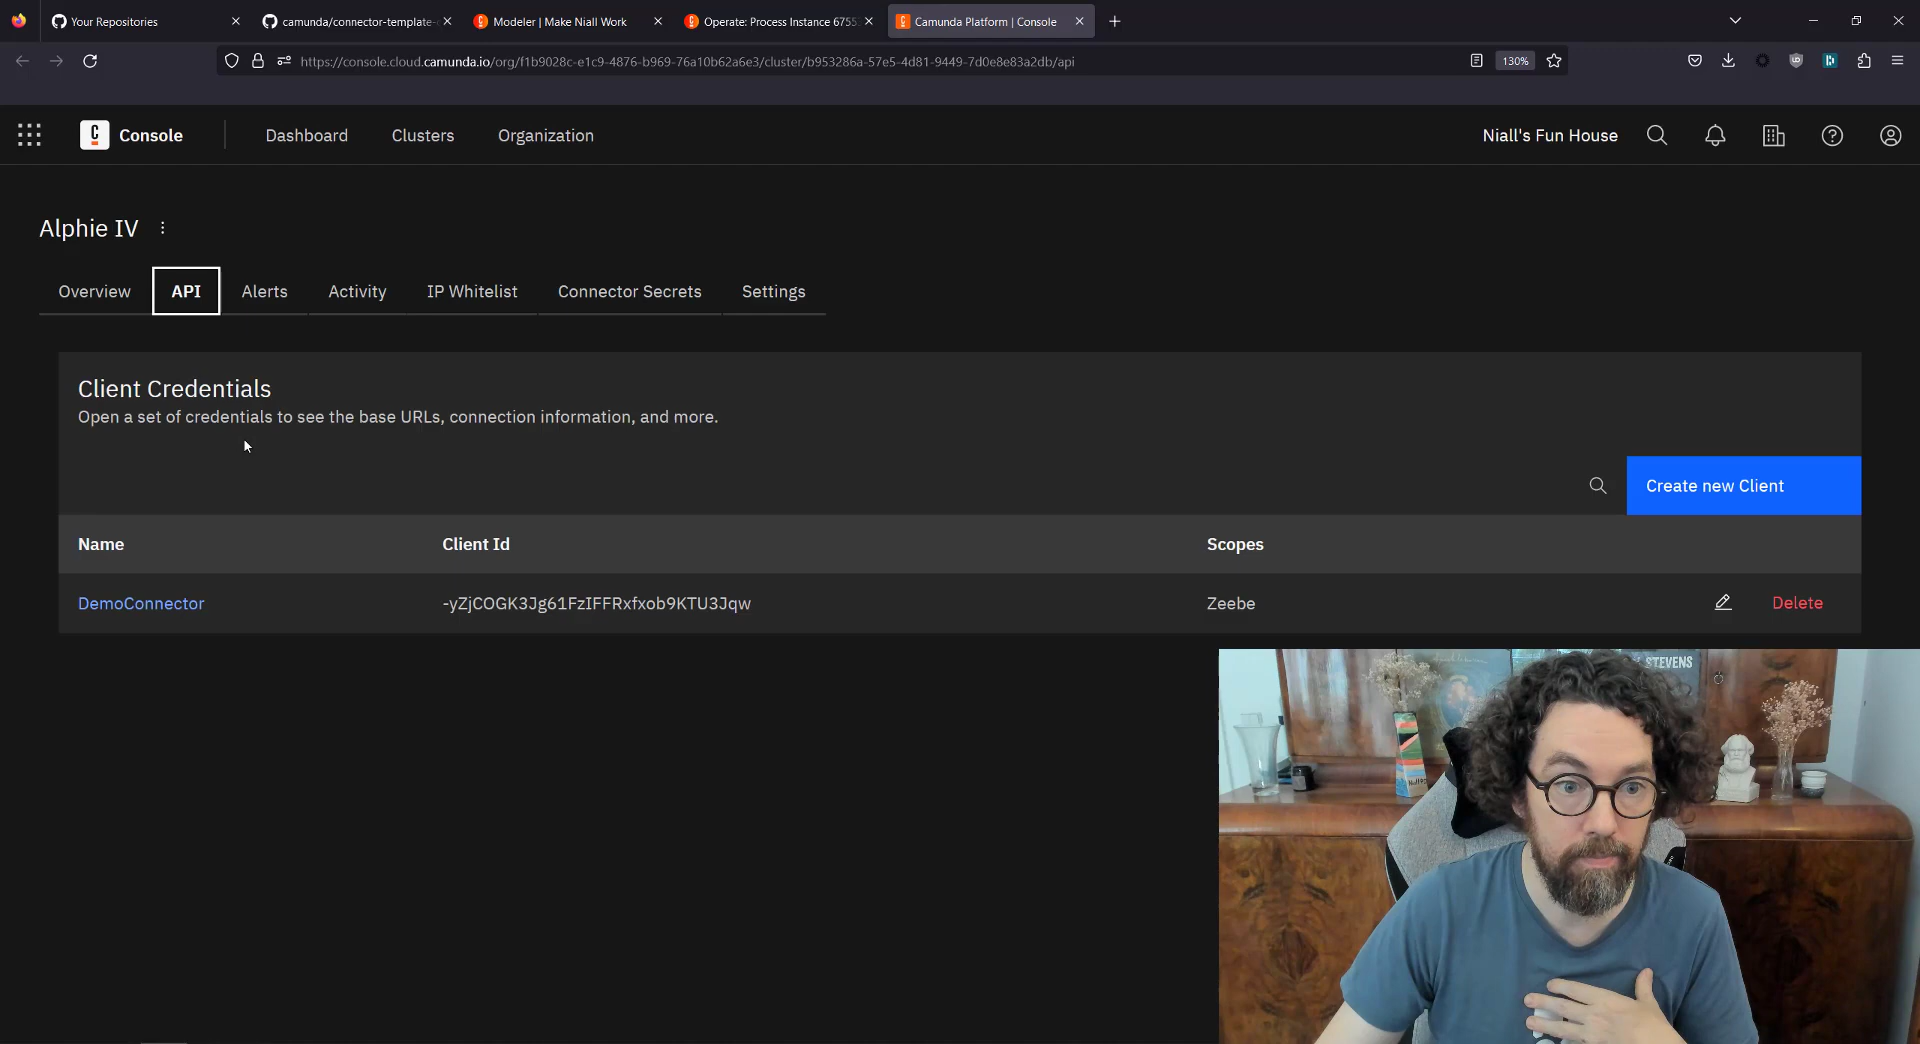 Your Repositories
camunda/connector-template-
Modeler | Make Niall Work
Operate: Process Instance 6755
Camunda Platform | Console
https://console.cloud.camunda.io/org/f1b9028c-e1c9-4876-b969-76a10b62a6e3/cluster/b953286a-57e5-4d81-9449-7d0e8e83a2db/api
130%
Console
Dashboard
Clusters
Organization
Niall's Fun House
Alphie IV
Overview
API
Alerts
Activity
IP Whitelist
Connector Secrets
Settings
Client Credentials
Open a set of credentials to see the base URLs, connection information, and more.
Create new Client
Name
Client Id
Scopes
DemoConnector
-yZjCOGK3Jg61FzIFFRxfxob9KTU3Jqw
Zeebe
Delete
STEVENS